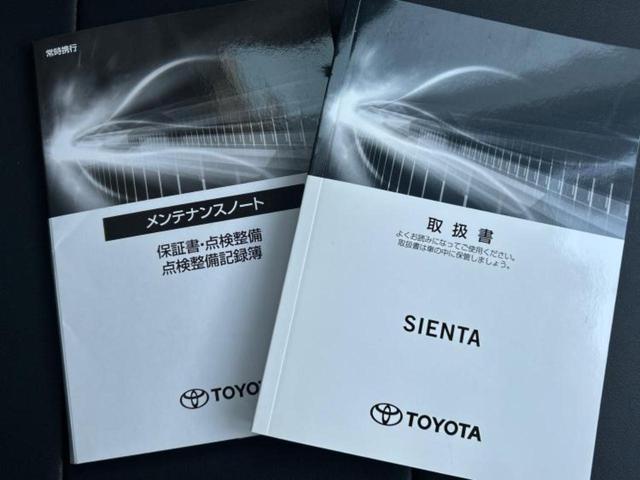 常時携行
メンテナンスノート
保証書・点検整備
点検整備記録簿
TOYOT
取扱書
よくお読みになってご使用ください。
取扱書は車の中に保管しましょう。
SIENTA
TOYOTA